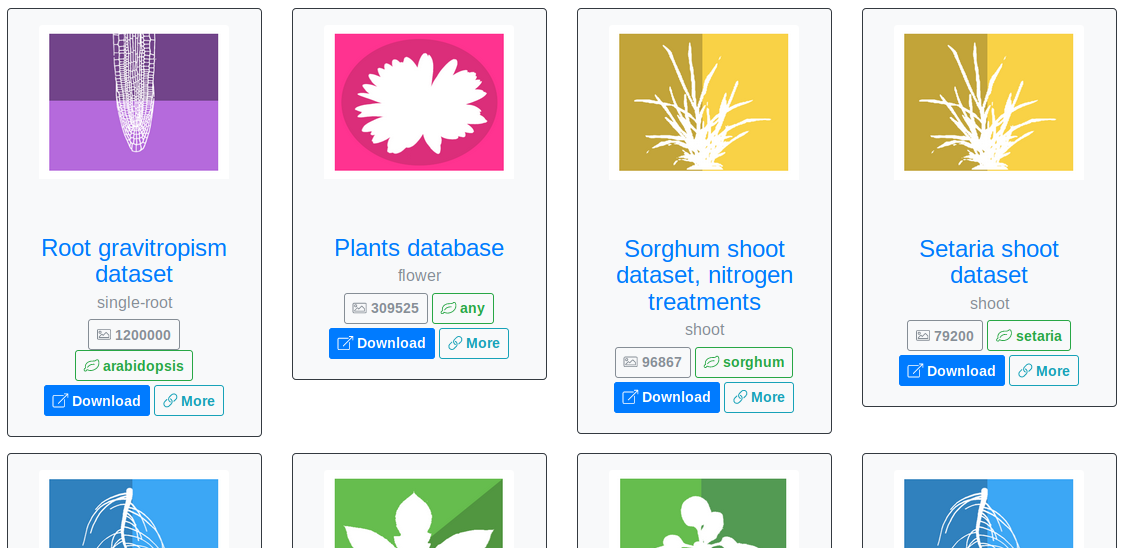 Root gravitropism
dataset
single-root
1200000
arabidopsis
Download More
Plants database
flower
309525 any
Download More
Sorghum shoot
dataset, nitrogen
treatments
shoot
96867 sorghum
Download More
Setaria shoot
dataset
shoot
79200 setaria
Download More